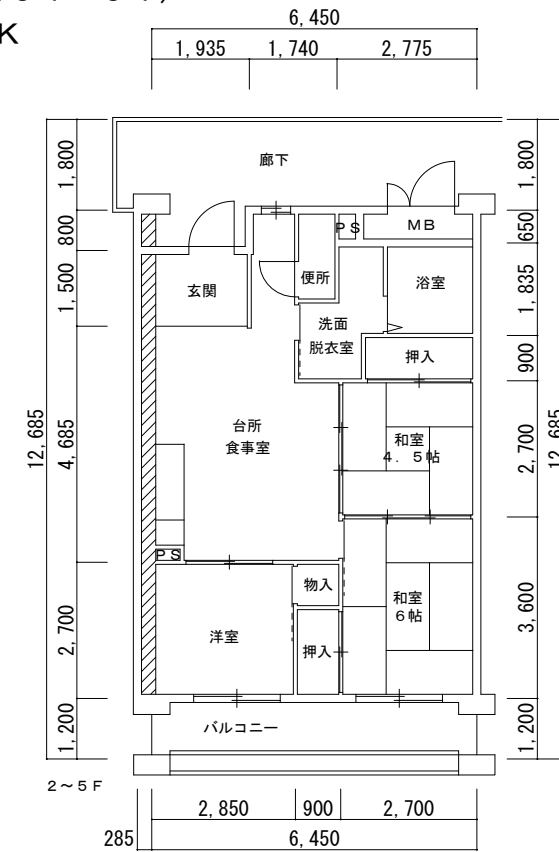 K
6,450
1,935 1,740 2,775
1,800
廊下
1,800
800
PS
MB
650
1,500
玄関
便所
浴室
1,835
洗面
脱衣室
押入
900
12,685
4,685
台所
食事室
和室
4．5帖
2,700
12,685
PS
物入
和室
6帖
3,600
2,700
洋室
押入
1,200
バルコニー
1,200
2～5F
2,850 900 2,700
285 6,450